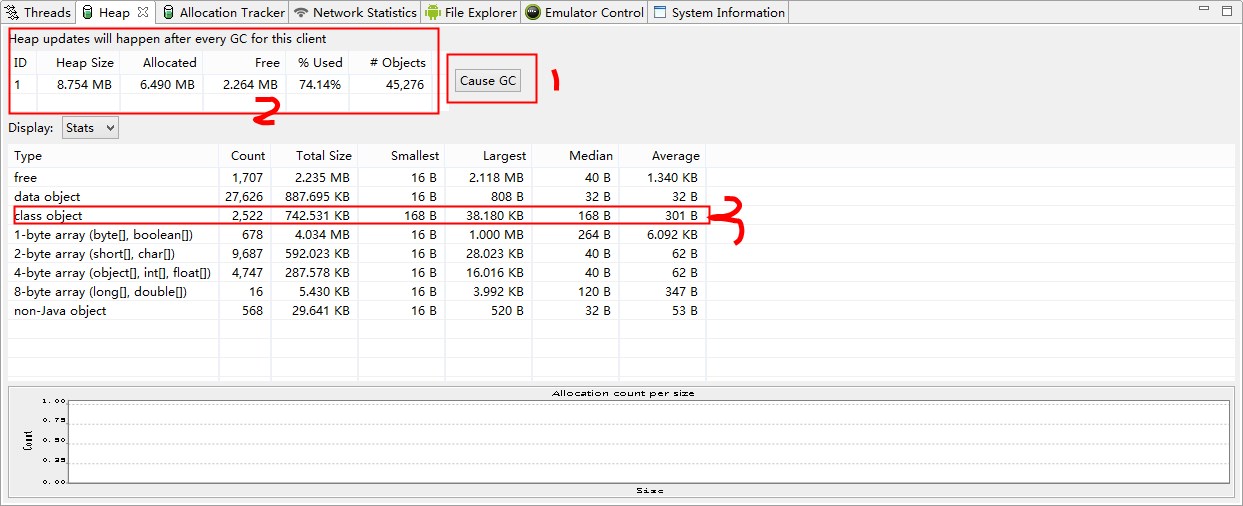 Threads Heap Allocation Tracker Network Statistics File Explorer Emulator Control System Information
Heap updates will happen after every GC for this client
ID Heap Size Allocated Free % Used # Objects
1 8.754 MB 6.490 MB 2.264 MB 74.14% 45,276
Cause GC 1
2
Display: Stats
Type Count Total Size Smallest Largest Median Average
free 1,707 2.235 MB 16 B 2.118 MB 40 B 1.340 KB
data object 27,626 887.695 KB 16 B 808 B 32 B 32 B
class object 2,522 742.531 KB 168 B 38.180 KB 168 B 301 B 3
1-byte array (byte[], boolean[]) 678 4.034 MB 16 B 1.000 MB 264 B 6.092 KB
2-byte array (short[], char[]) 9,687 592.023 KB 16 B 28.023 KB 40 B 62 B
4-byte array (object[], int[], float[]) 4,747 287.578 KB 16 B 16.016 KB 40 B 62 B
8-byte array (long[], double[]) 16 5.430 KB 16 B 3.992 KB 120 B 347 B
non-Java object 568 29.641 KB 16 B 520 B 32 B 53 B
Allocation count per size
1.00
0.75
0.50
0.25
0.00
Count
Size